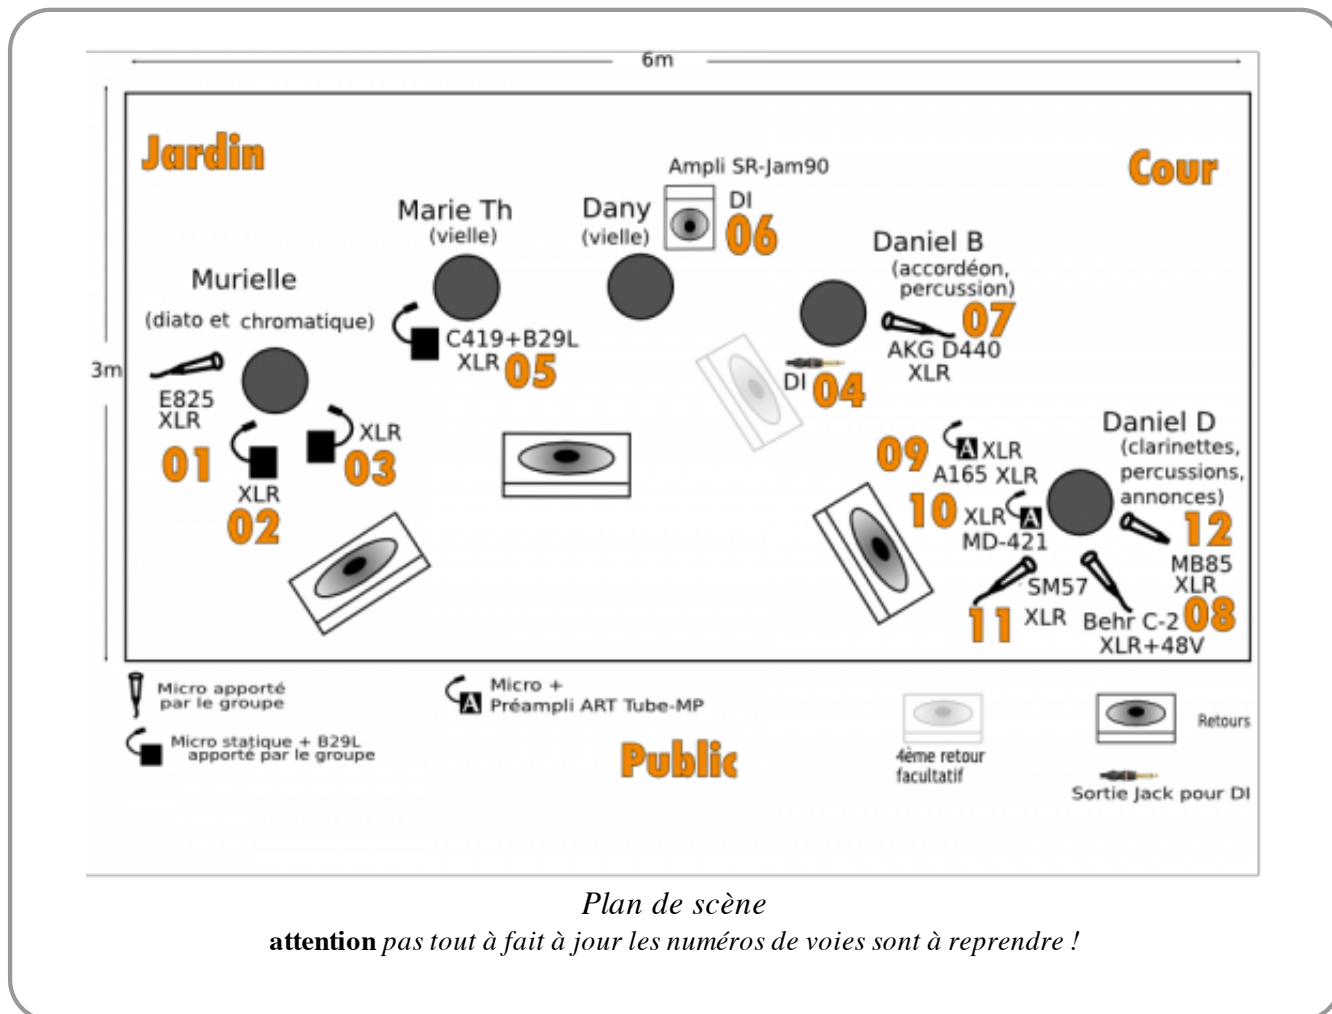 6m
Jardin
Cour
Ampli SR-Jam90
DI
06
Marie Th
(vielle)
Dany
(vielle)
Daniel B
(accordéon,
percussion)
07
AKG D440
XLR
Murielle
(diato et chromatique)
3m
C419+B29L
XLR 05
E825
XLR
01
XLR
02
XLR
03
DI 04
Daniel D
(clarinettes,
percussions,
annonces)
09
XLR
A165 XLR
10
XLR
MD-421
12
MB85
XLR
SM57
11 XLR
Behr C-2 08
XLR+48V
Micro apporté
par le groupe
Micro statique + B29L
apporté par le groupe
A
Micro +
Préampli ART Tube-MP
Public
4ème retour
facultatif
Retours
Sortie Jack pour DI
Plan de scène
attention pas tout à fait à jour les numéros de voies sont à reprendre !